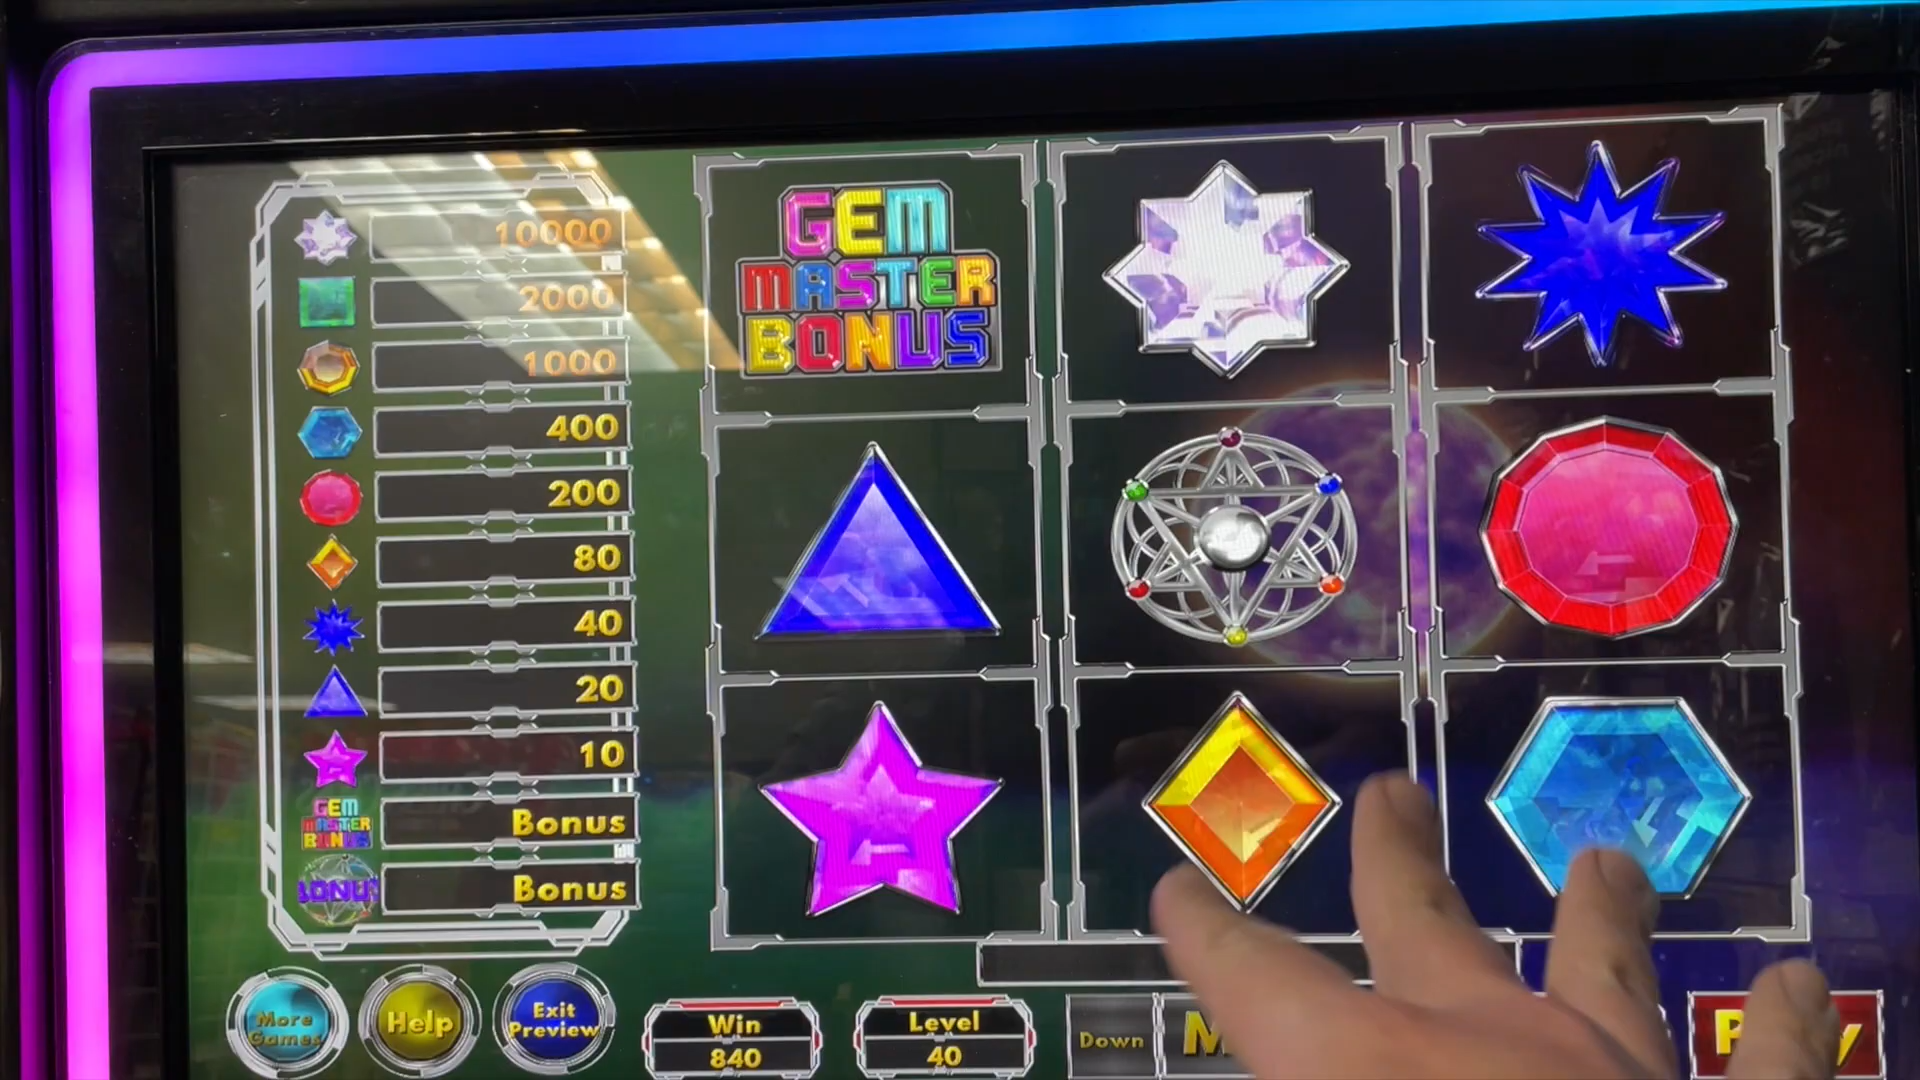 10000
2000
1000
400
200
80
40
20
10
GEM
MASTER
BONUS
Bonus
BONUS
Bonus
GEM
MASTER
BONUS
More
Games
Help
Exit
Preview
Win
840
Level
40
Down